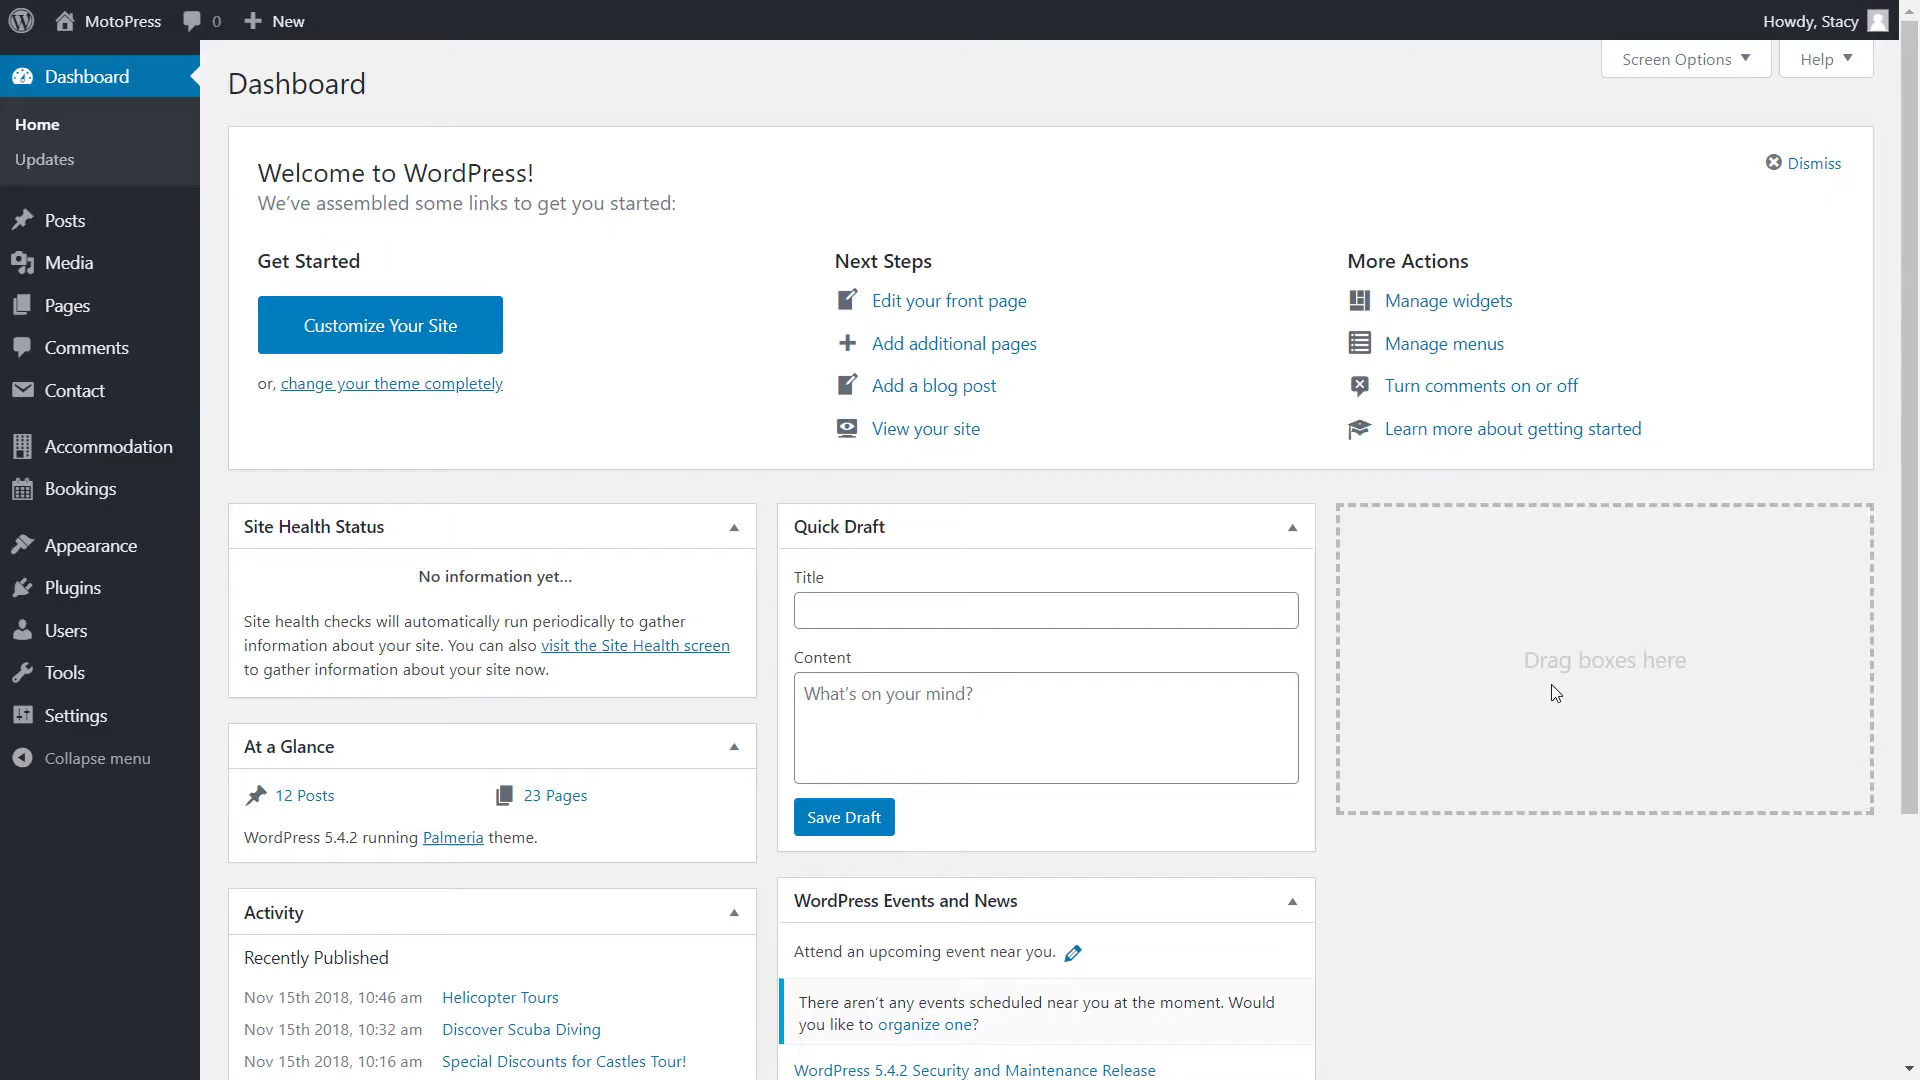 MotoPress
0
New
Howdy, Stacy
Dashboard
Home
Updates
Posts
Media
Pages
Comments
Contact
Accommodation
Bookings
Appearance
Plugins
Users
Tools
Settings
Collapse menu
Screen Options
Help
Dashboard
Welcome to WordPress!
Dismiss
We've assembled some links to get you started:
Get Started
Customize Your Site
or, change your theme completely
Next Steps
Edit your front page
Add additional pages
Add a blog post
View your site
More Actions
Manage widgets
Manage menus
Turn comments on or off
Learn more about getting started
Site Health Status
No information yet...
Site health checks will automatically run periodically to gather
information about your site. You can also visit the Site Health screen
to gather information about your site now.
At a Glance
12 Posts
23 Pages
WordPress 5.4.2 running Palmeria theme.
Activity
Recently Published
Nov 15th 2018, 10:46 am Helicopter Tours
Nov 15th 2018, 10:32 am Discover Scuba Diving
Nov 15th 2018, 10:16 am Special Discounts for Castles Tour!
Quick Draft
Title
Content
What's on your mind?
Save Draft
WordPress Events and News
Attend an upcoming event near you.
There aren't any events scheduled near you at the moment. Would
you like to organize one?
WordPress 5.4.2 Security and Maintenance Release
Drag boxes here